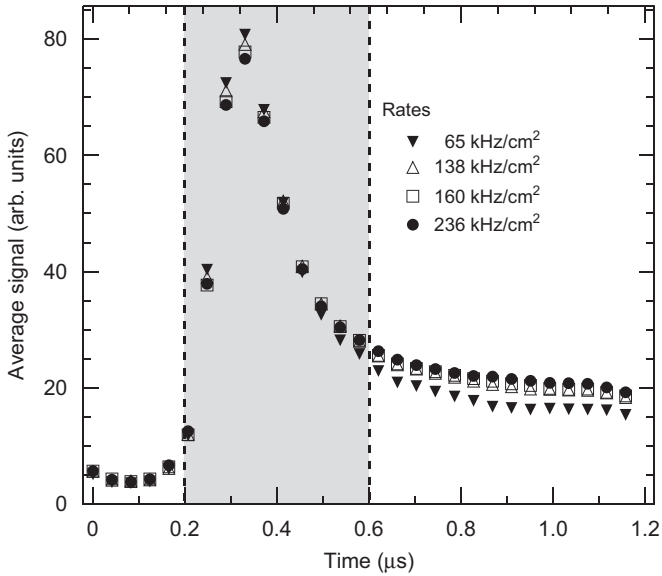 80
60
40
20
0
Average signal (arb. units)
Rates
65 kHz/cm²
138 kHz/cm²
160 kHz/cm²
236 kHz/cm²
0 0.2 0.4 0.6 0.8 1.0 1.2
Time (μs)